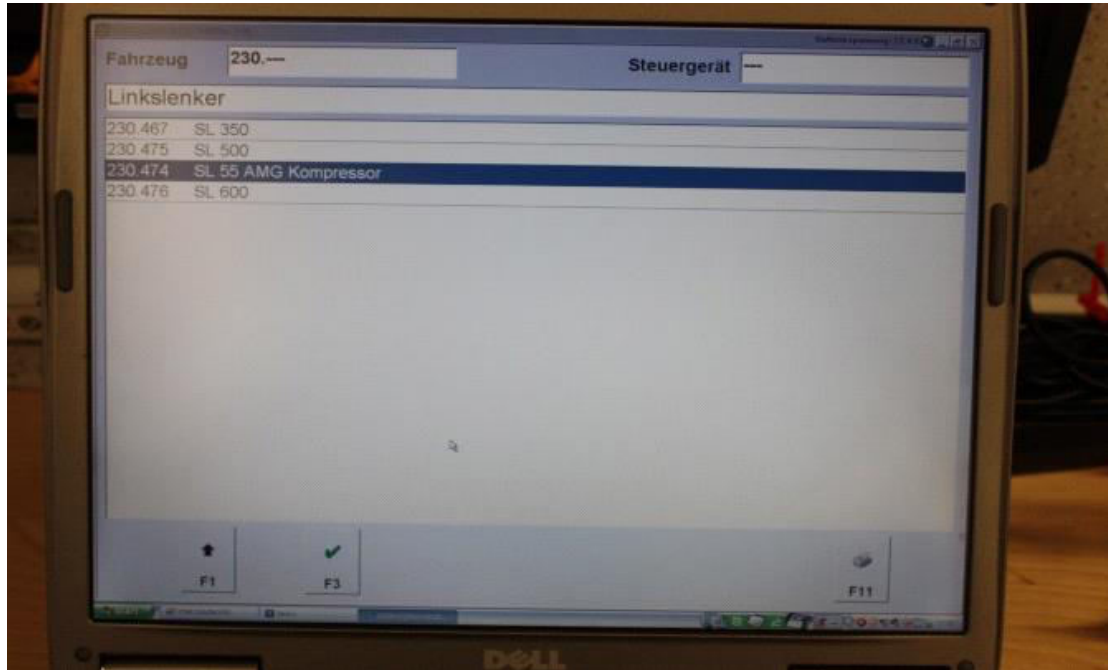 Fahrzeug 230.--- Steuergerät ---
Linkslenker
230.467 SL 350
230.475 SL 500
230.474 SL 55 AMG Kompressor
230.476 SL 600
F1 F3 F11
DELL